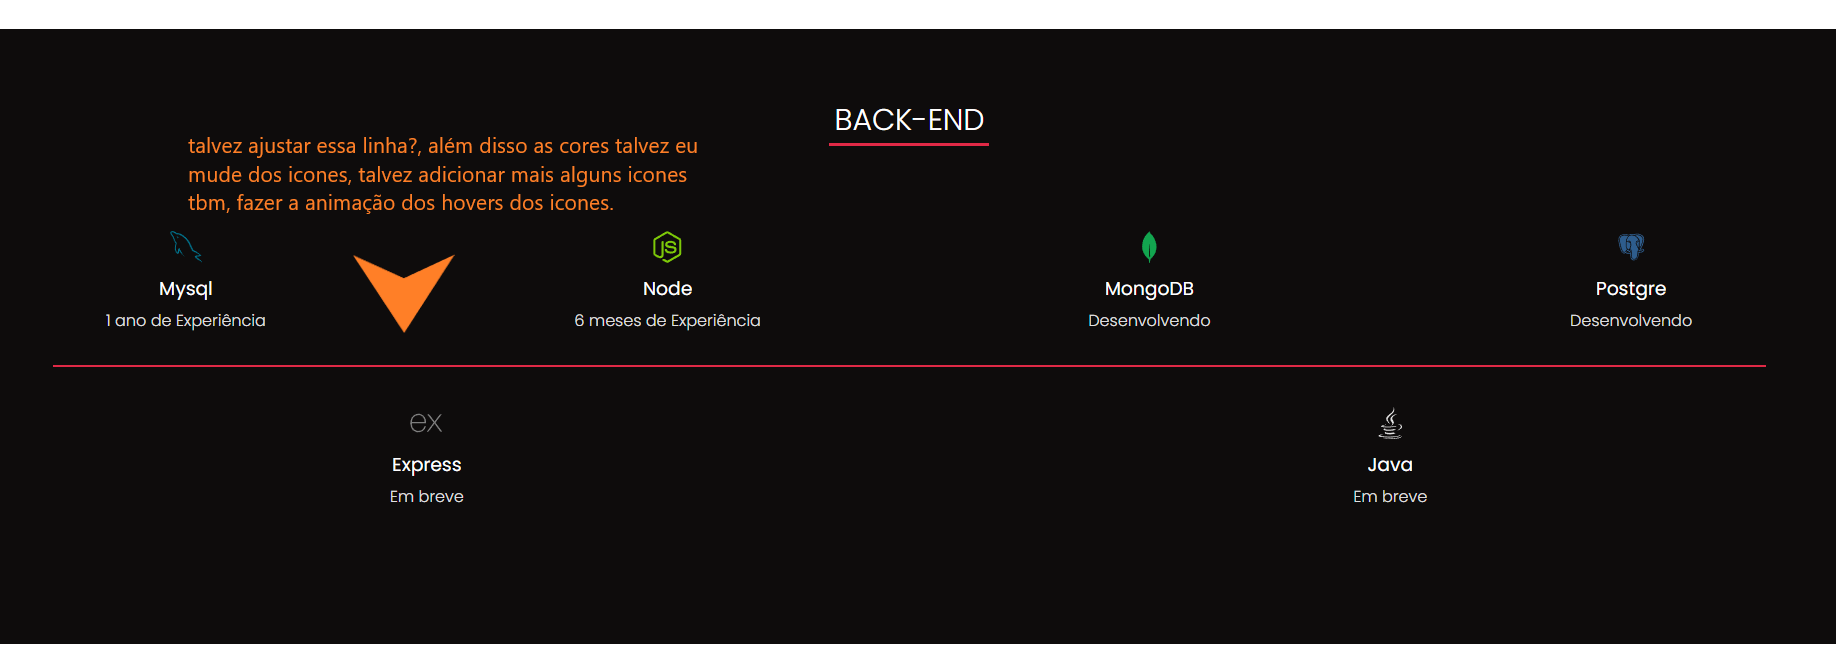 BACK-END
talvez ajustar essa linha?, além disso as cores talvez eu
mude dos icones, talvez adicionar mais alguns icones
tbm, fazer a animação dos hovers dos icones.
JS
Mysql
Node
MongoDB
Postgre
1 ano de Experiência
6 meses de Experiência
Desenvolvendo
Desenvolvendo
ex
Express
Java
Em breve
Em breve